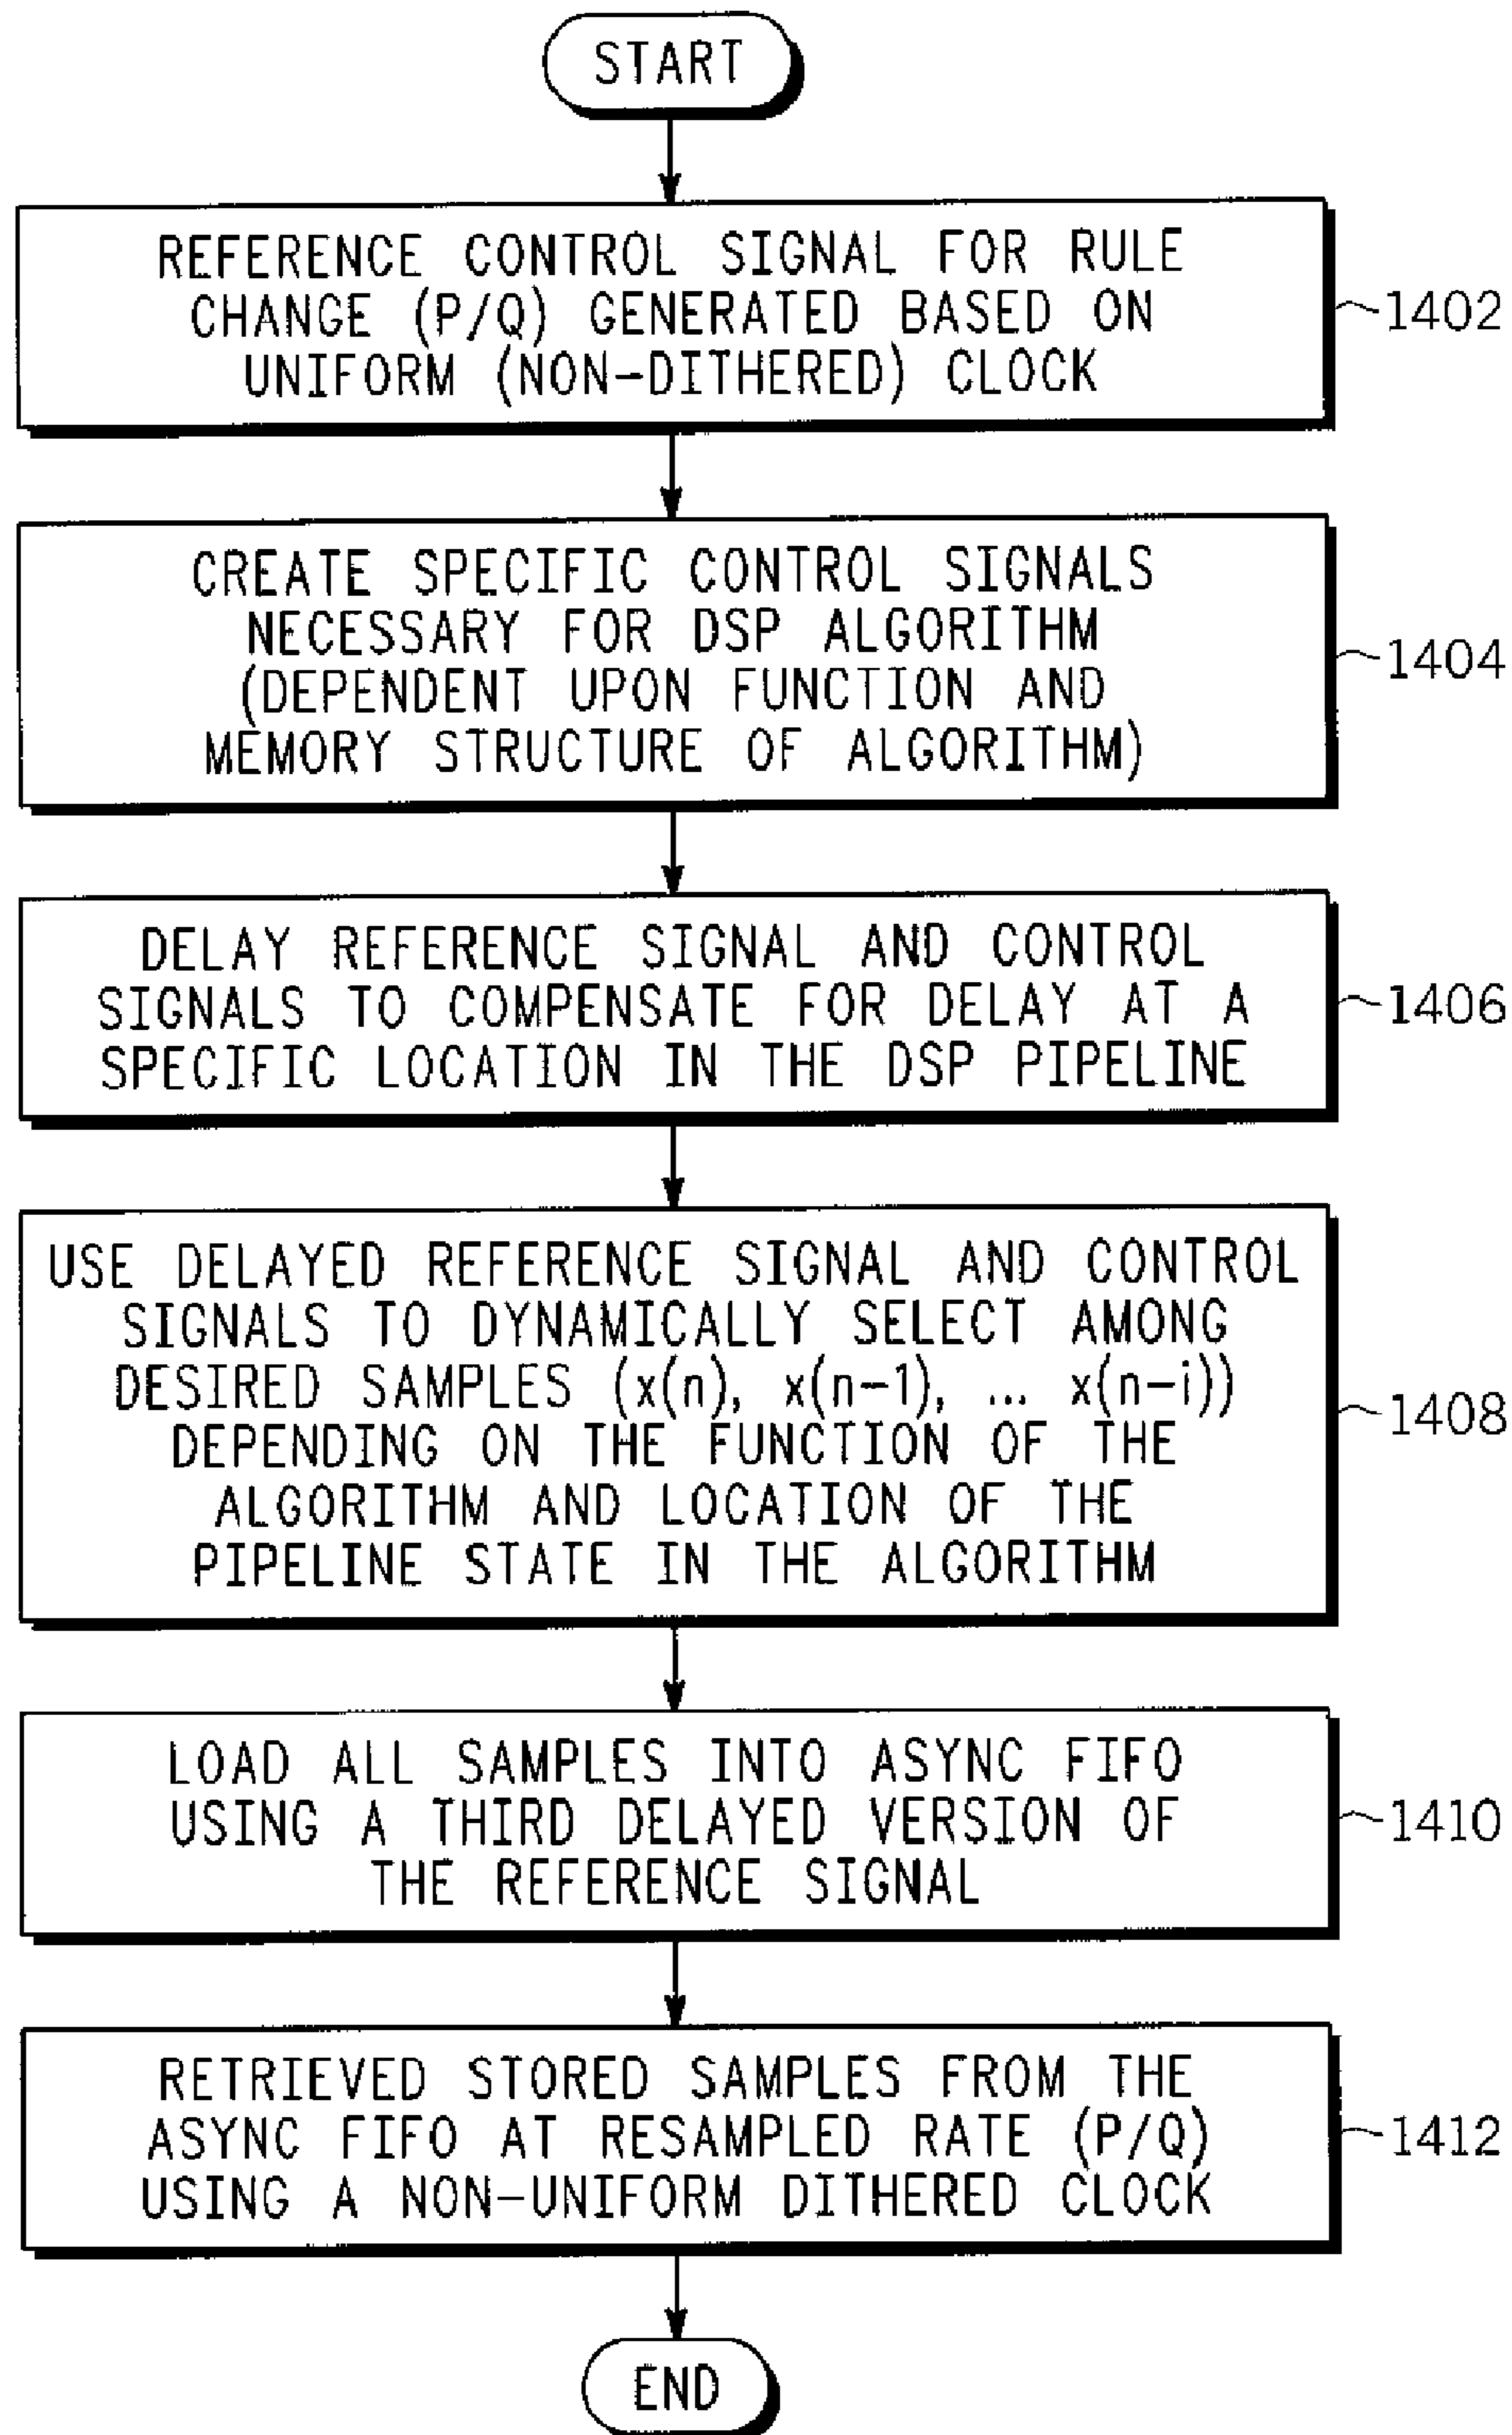 START
REFERENCE CONTROL SIGNAL FOR RULE
CHANGE (P/Q) GENERATED BASED ON
UNIFORM (NON-DITHERED) CLOCK
1402
CREATE SPECIFIC CONTROL SIGNALS
NECESSARY FOR DSP ALGORITHM
(DEPENDENT UPON FUNCTION AND
MEMORY STRUCTURE OF ALGORITHM)
1404
DELAY REFERENCE SIGNAL AND CONTROL
SIGNALS TO COMPENSATE FOR DELAY AT A
SPECIFIC LOCATION IN THE DSP PIPELINE
1406
USE DELAYED REFERENCE SIGNAL AND CONTROL
SIGNALS TO DYNAMICALLY SELECT AMONG
DESIRED SAMPLES (x(n), x(n-1), ... x(n-i))
DEPENDING ON THE FUNCTION OF THE
ALGORITHM AND LOCATION OF THE
PIPELINE STATE IN THE ALGORITHM
1408
LOAD ALL SAMPLES INTO ASYNC FIFO
USING A THIRD DELAYED VERSION OF
THE REFERENCE SIGNAL
1410
RETRIEVED STORED SAMPLES FROM THE
ASYNC FIFO AT RESAMPLED RATE (P/Q)
USING A NON-UNIFORM DITHERED CLOCK
1412
END